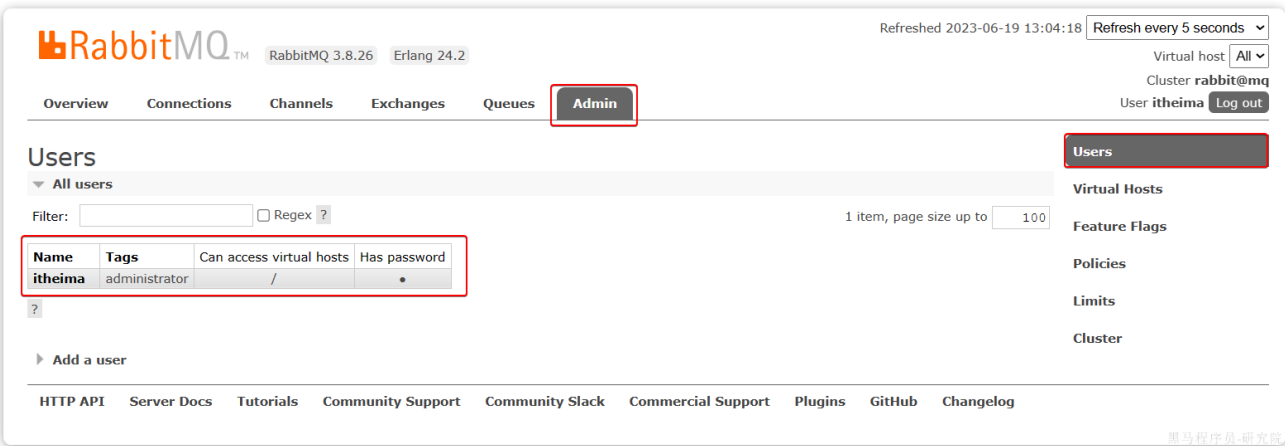 Refreshed 2023-06-19 13:04:18 Refresh every 5 seconds
RabbitMQ TM RabbitMQ 3.8.26 Erlang 24.2
Virtual host All
Cluster rabbit@mq
User itheima Log out
Overview Connections Channels Exchanges Queues Admin
Users
All users
Filter: Regex ? 1 item, page size up to 100
Name Tags Can access virtual hosts Has password
itheima administrator / ●
?
Add a user
Users
Virtual Hosts
Feature Flags
Policies
Limits
Cluster
HTTP API Server Docs Tutorials Community Support Community Slack Commercial Support Plugins GitHub Changelog
黑马程序员-研究院